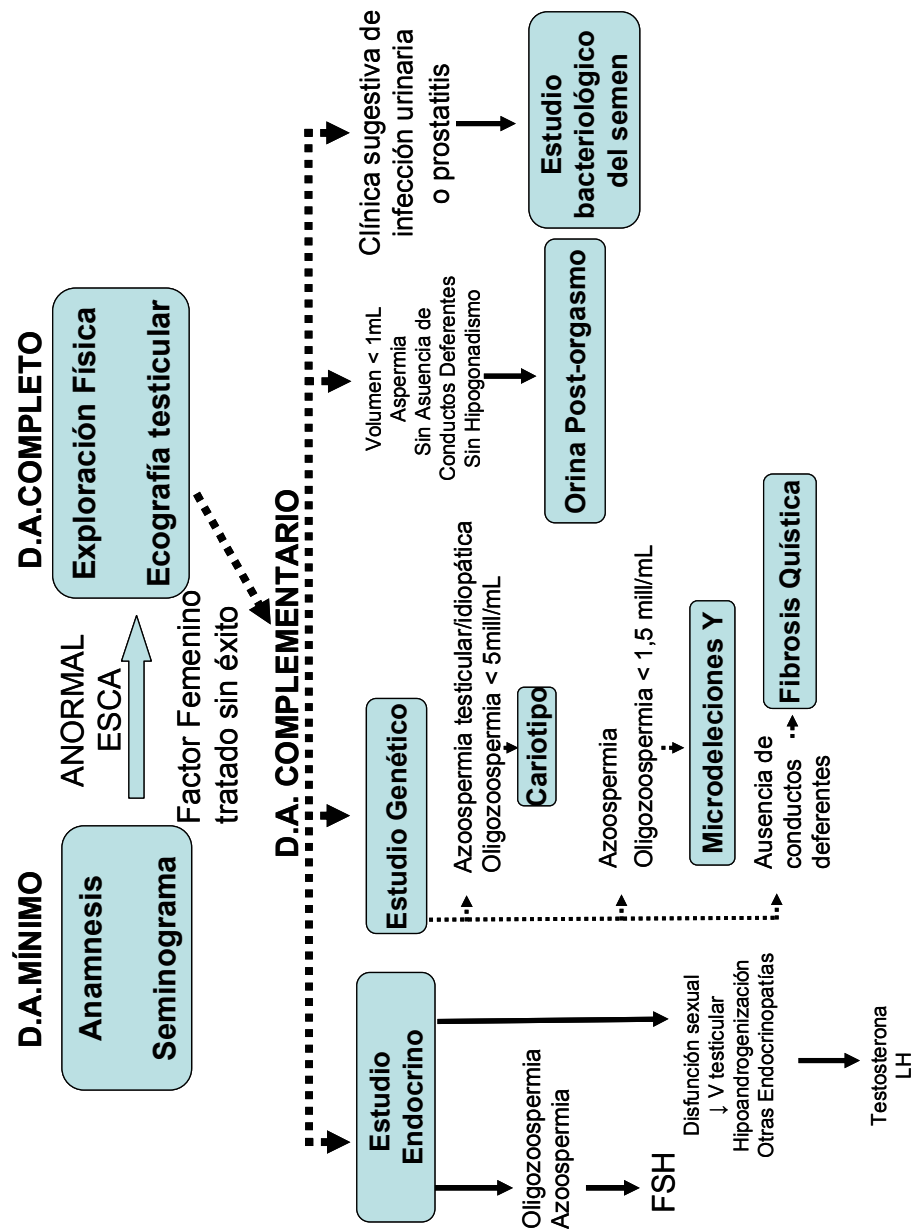 D.A.MÍNIMO
Anamnesis
Seminograma
ANORMAL
ESCA
Factor Femenino
tratado sin éxito
D.A.COMPLETO
Exploración Física
Ecografía testicular
D.A. COMPLEMENTARIO
Estudio
Endocrino
Oligozoospermia
Azoospermia
FSH
Disfunción sexual
↓ V testicular
Hipoandrogenización
Otras Endocrinopatías
Testosterona
LH
Estudio Genético
Azoospermia testicular/idiopática
Oligozoospermia < 5mill/mL
Cariotipo
Azoospermia
Oligozoospermia < 1,5 mill/mL
Microdeleciones Y
Ausencia de
conductos
deferentes
Fibrosis Quística
Volumen < 1mL
Aspermia
Sin Asuencia de
Conductos Deferentes
Sin Hipogonadismo
Orina Post-orgasmo
Clínica sugestiva de
infección urinaria
o prostatitis
Estudio
bacteriológico
del semen